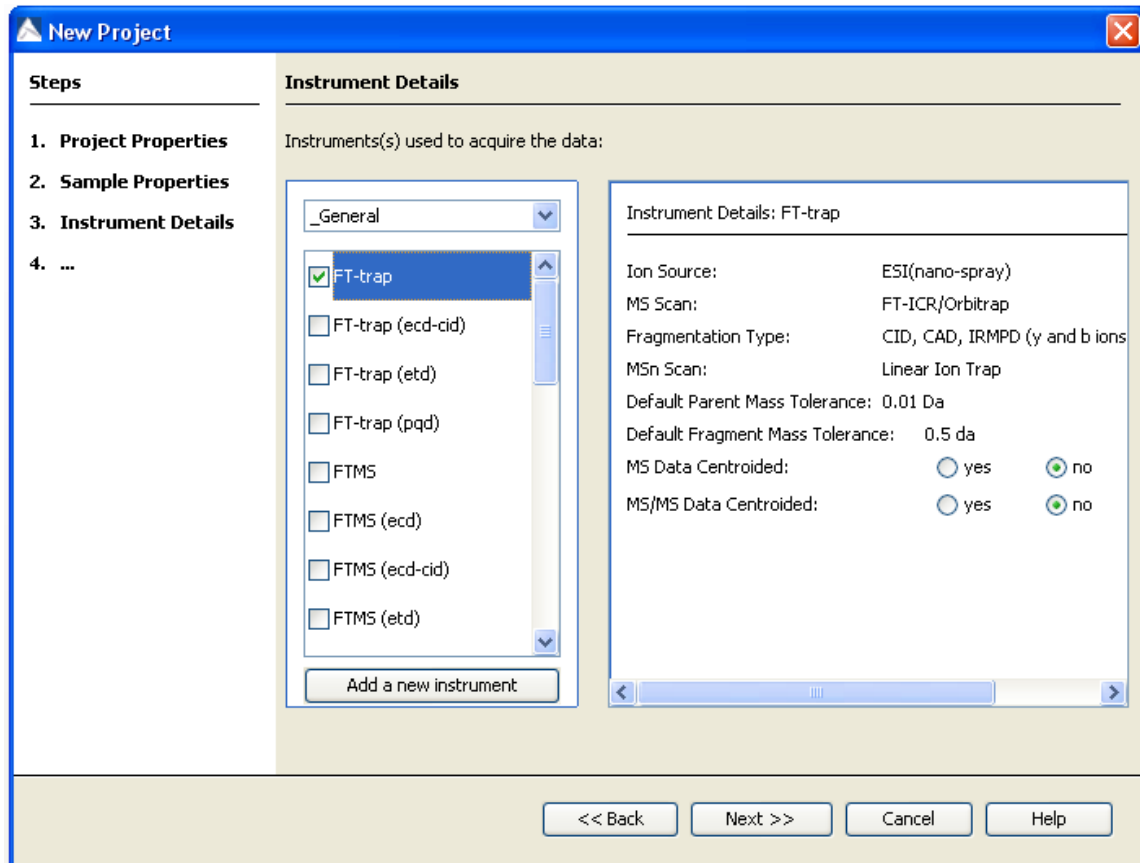 New Project
Steps
1. Project Properties
2. Sample Properties
3. Instrument Details
4. ...
Instrument Details
Instruments(s) used to acquire the data:
_General
FT-trap
FT-trap (ecd-cid)
FT-trap (etd)
FT-trap (pqd)
FTMS
FTMS (ecd)
FTMS (ecd-cid)
FTMS (etd)
Add a new instrument
Instrument Details: FT-trap
Ion Source: ESI(nano-spray)
MS Scan: FT-ICR/Orbitrap
Fragmentation Type: CID, CAD, IRMPD (y and b ions
MSn Scan: Linear Ion Trap
Default Parent Mass Tolerance: 0.01 Da
Default Fragment Mass Tolerance: 0.5 da
MS Data Centroided: yes no
MS/MS Data Centroided: yes no
<< Back Next >> Cancel Help